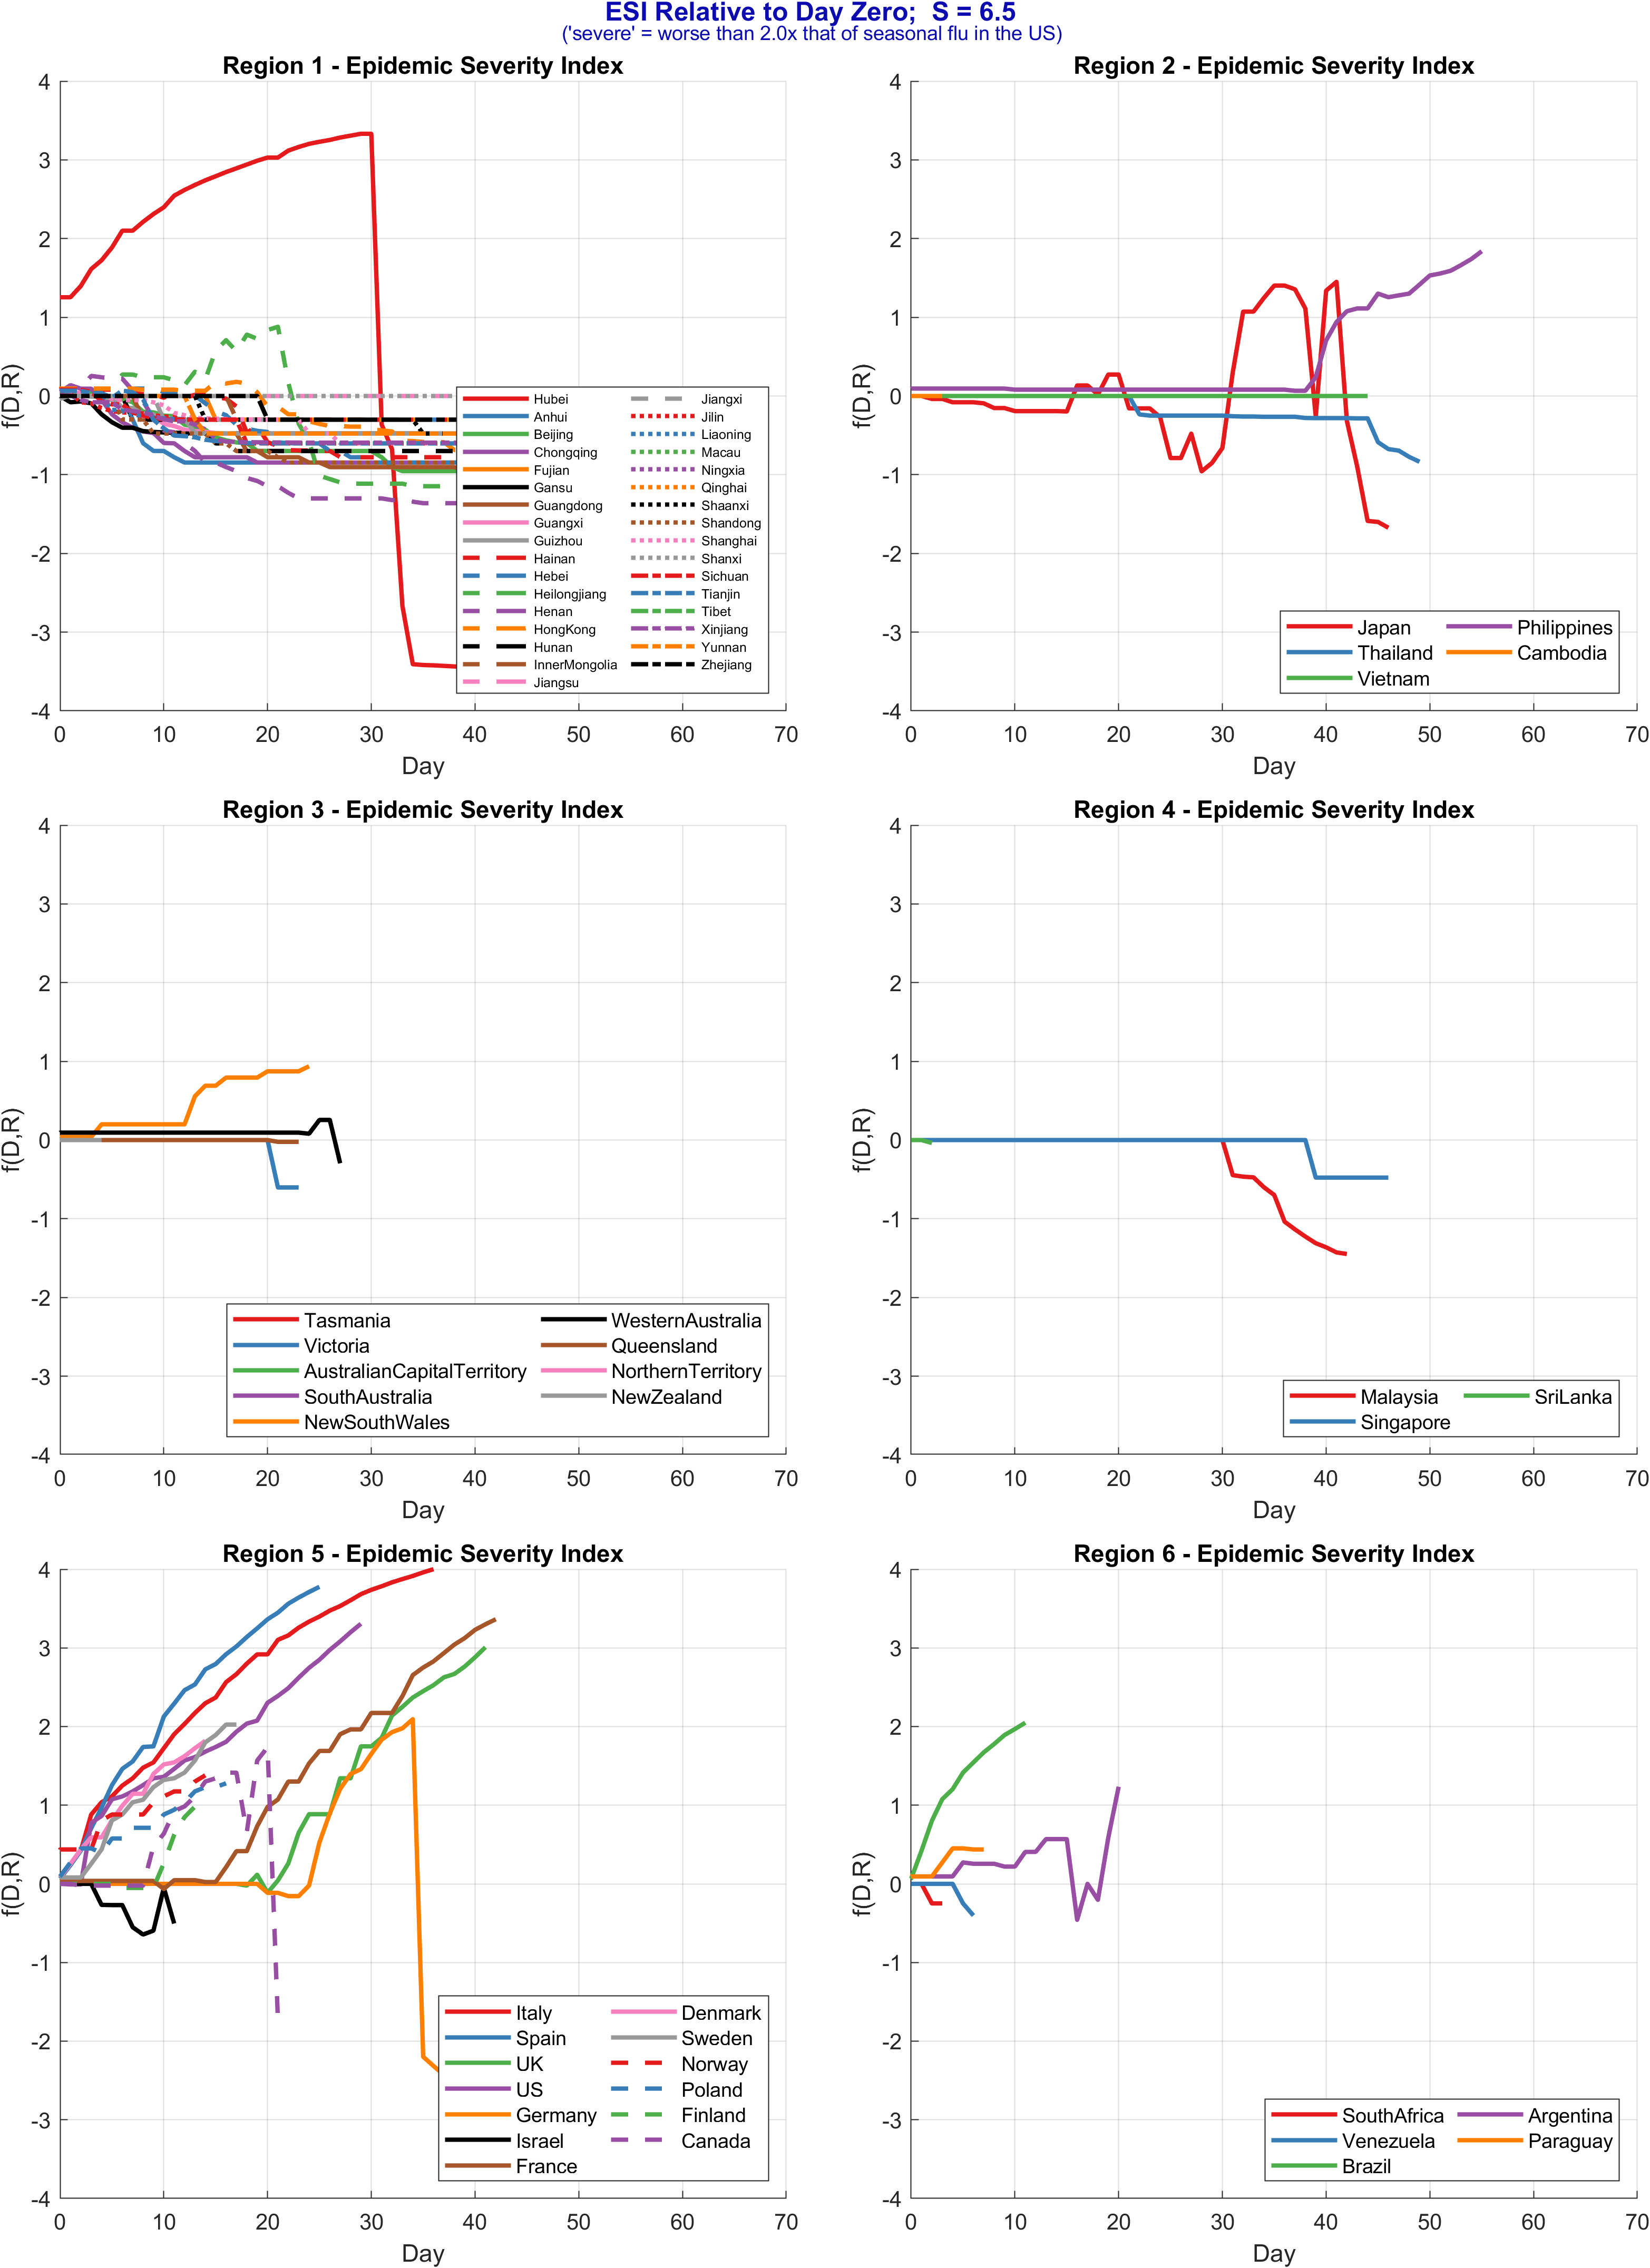 ESI Relative to Day Zero;  S = 6.5
('severe' = worse than 2.0x that of seasonal flu in the US)
Region 1 - Epidemic Severity Index
4
3
2
1
0
-1
-2
-3
-4
f(D,R)
0 10 20 30 40 50 60 70
Day
Hubei
Anhui
Beijing
Chongqing
Fujian
Gansu
Guangdong
Guangxi
Guizhou
Hainan
Hebei
Heilongjiang
Henan
HongKong
Hunan
InnerMongolia
Jiangsu
Jiangxi
Jilin
Liaoning
Macau
Ningxia
Qinghai
Shaanxi
Shandong
Shanghai
Shanxi
Sichuan
Tianjin
Tibet
Xinjiang
Yunnan
Zhejiang
Region 2 - Epidemic Severity Index
4
3
2
1
0
-1
-2
-3
-4
f(D,R)
0 10 20 30 40 50 60 70
Day
Japan
Thailand
Vietnam
Philippines
Cambodia
Region 3 - Epidemic Severity Index
4
3
2
1
0
-1
-2
-3
-4
f(D,R)
0 10 20 30 40 50 60 70
Day
Tasmania
Victoria
AustralianCapitalTerritory
SouthAustralia
NewSouthWales
WesternAustralia
Queensland
NorthernTerritory
NewZealand
Region 4 - Epidemic Severity Index
4
3
2
1
0
-1
-2
-3
-4
f(D,R)
0 10 20 30 40 50 60 70
Day
Malaysia
Singapore
SriLanka
Region 5 - Epidemic Severity Index
4
3
2
1
0
-1
-2
-3
-4
f(D,R)
0 10 20 30 40 50 60 70
Day
Italy
Spain
UK
US
Germany
Israel
France
Denmark
Sweden
Norway
Poland
Finland
Canada
Region 6 - Epidemic Severity Index
4
3
2
1
0
-1
-2
-3
-4
f(D,R)
0 10 20 30 40 50 60 70
Day
SouthAfrica
Venezuela
Brazil
Argentina
Paraguay